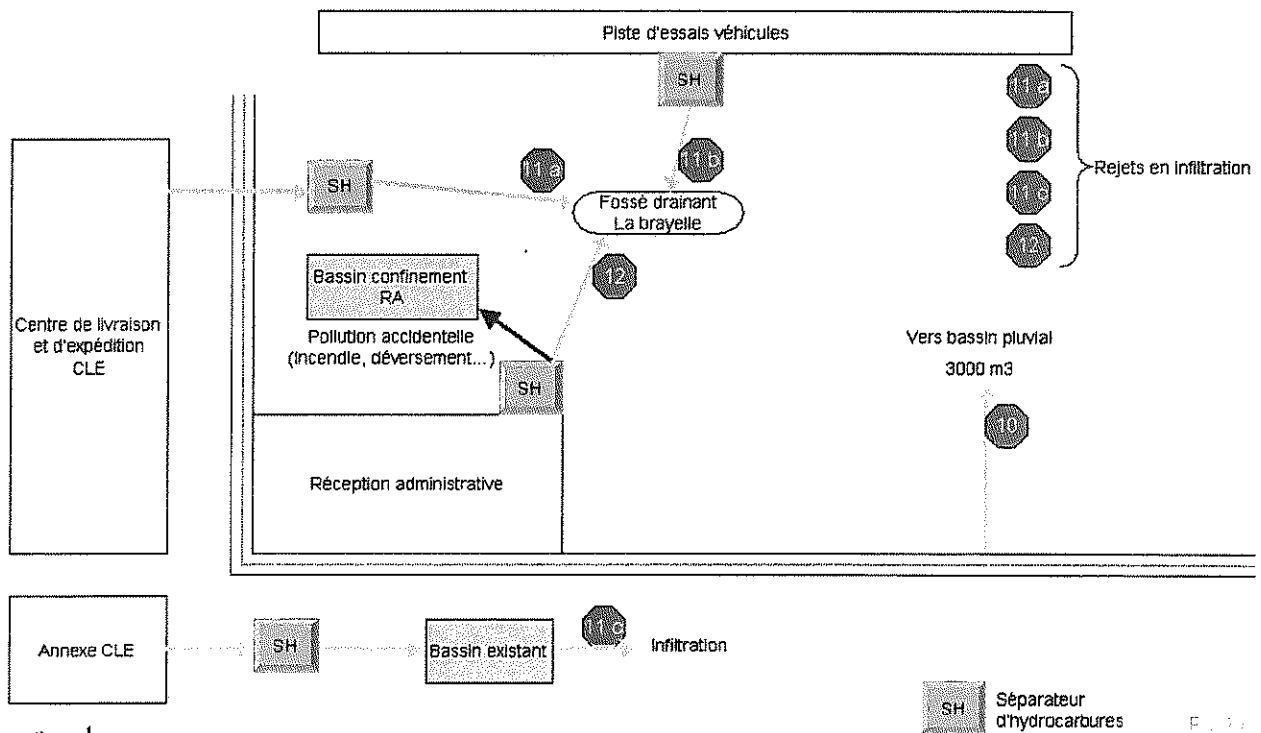 Piste d'essais véhicules
SH
11 a
11 b
11 c
12
Rejets en infiltration
11 a
11 b
SH
Fossé drainant
La brayelle
12
Bassin confinement
RA
Pollution accidentelle
(incendie, déversement...)
SH
Centre de livraison
et d'expédition
CLE
Vers bassin pluvial
3000 m3
10
Réception administrative
Annexe CLE
SH
Bassin existant
11 c
Infiltration
SH
Séparateur
d'hydrocarbures